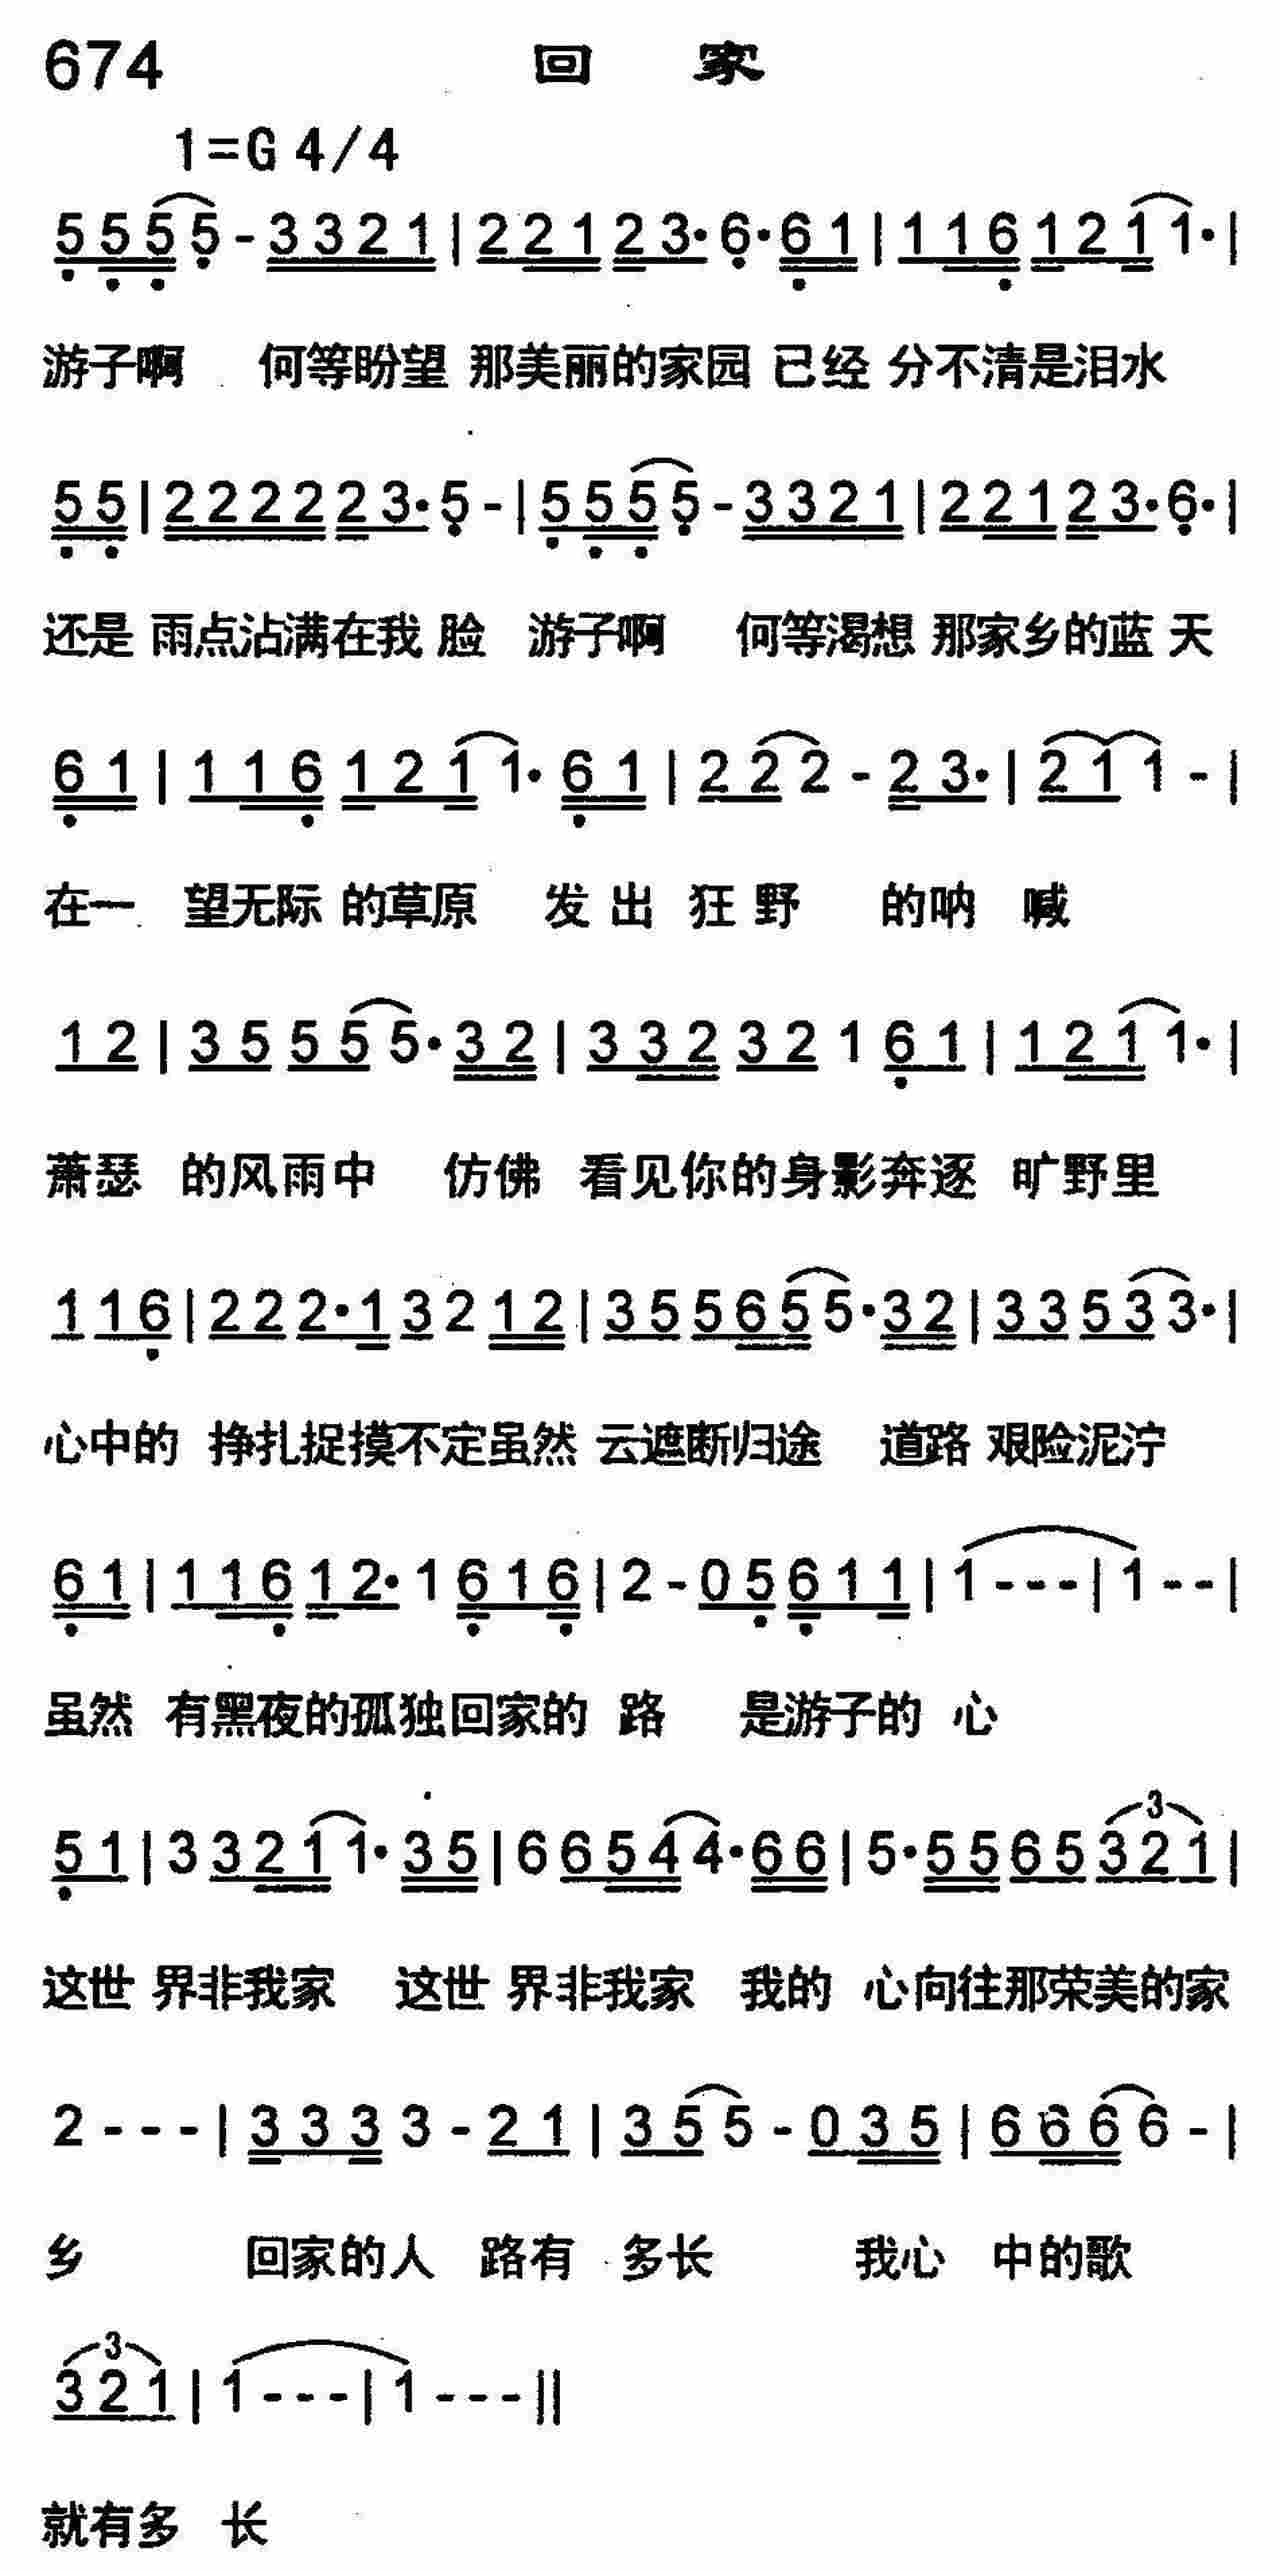 674 回 家
1=G 4/4
5 5 5 5 - 3 3 2 1 | 2 2 1 2 3· 6· 6 1 | 1 1 6 1 2 1 1· |
游子啊 何等盼望 那美丽的家园 已经 分不清是泪水
5 5 | 2 2 2 2 2 3· 5 - | 5 5 5 5 - 3 3 2 1 | 2 2 1 2 3· 6· |
还是 雨点沾满在我 脸 游子啊 何等渴想 那家乡的蓝 天
6 1 | 1 1 6 1 2 1 1· 6 1 | 2 2 2 - 2 3· | 2 1 1 - |
在一 望无际 的草原 发 出 狂 野 的呐 喊
1 2 | 3 5 5 5 5· 3 2 | 3 3 2 3 2 1 6 1 | 1 2 1 1· |
萧瑟 的风雨中 仿佛 看见你的身影奔逐 旷野里
1 1 6 | 2 2 2· 1 3 2 1 2 | 3 5 5 6 5 5· 3 2 | 3 3 5 3 3· |
心中的 挣扎捉摸不定虽然 云遮断归途 道路 艰险泥泞
6 1 | 1 1 6 1 2· 1 6 1 6 | 2 - 0 5 6 1 1 | 1 - - - | 1 - - |
虽然 有黑夜的孤独回家的 路 是游子的 心
5 1 | 3 3 2 1 1· 3 5 | 6 6 5 4 4· 6 6 | 5· 5 5 6 5 3 2 1 |
3
这世 界非我家 这世 界非我家 我的 心向往那荣美的家
2 - - - | 3 3 3 3 - 2 1 | 3 5 5 - 0 3 5 | 6 6 6 6 - |
乡 回家的人 路有 多长 我心 中的歌
3
3 2 1 | 1 - - - | 1 - - - ||
就有多 长